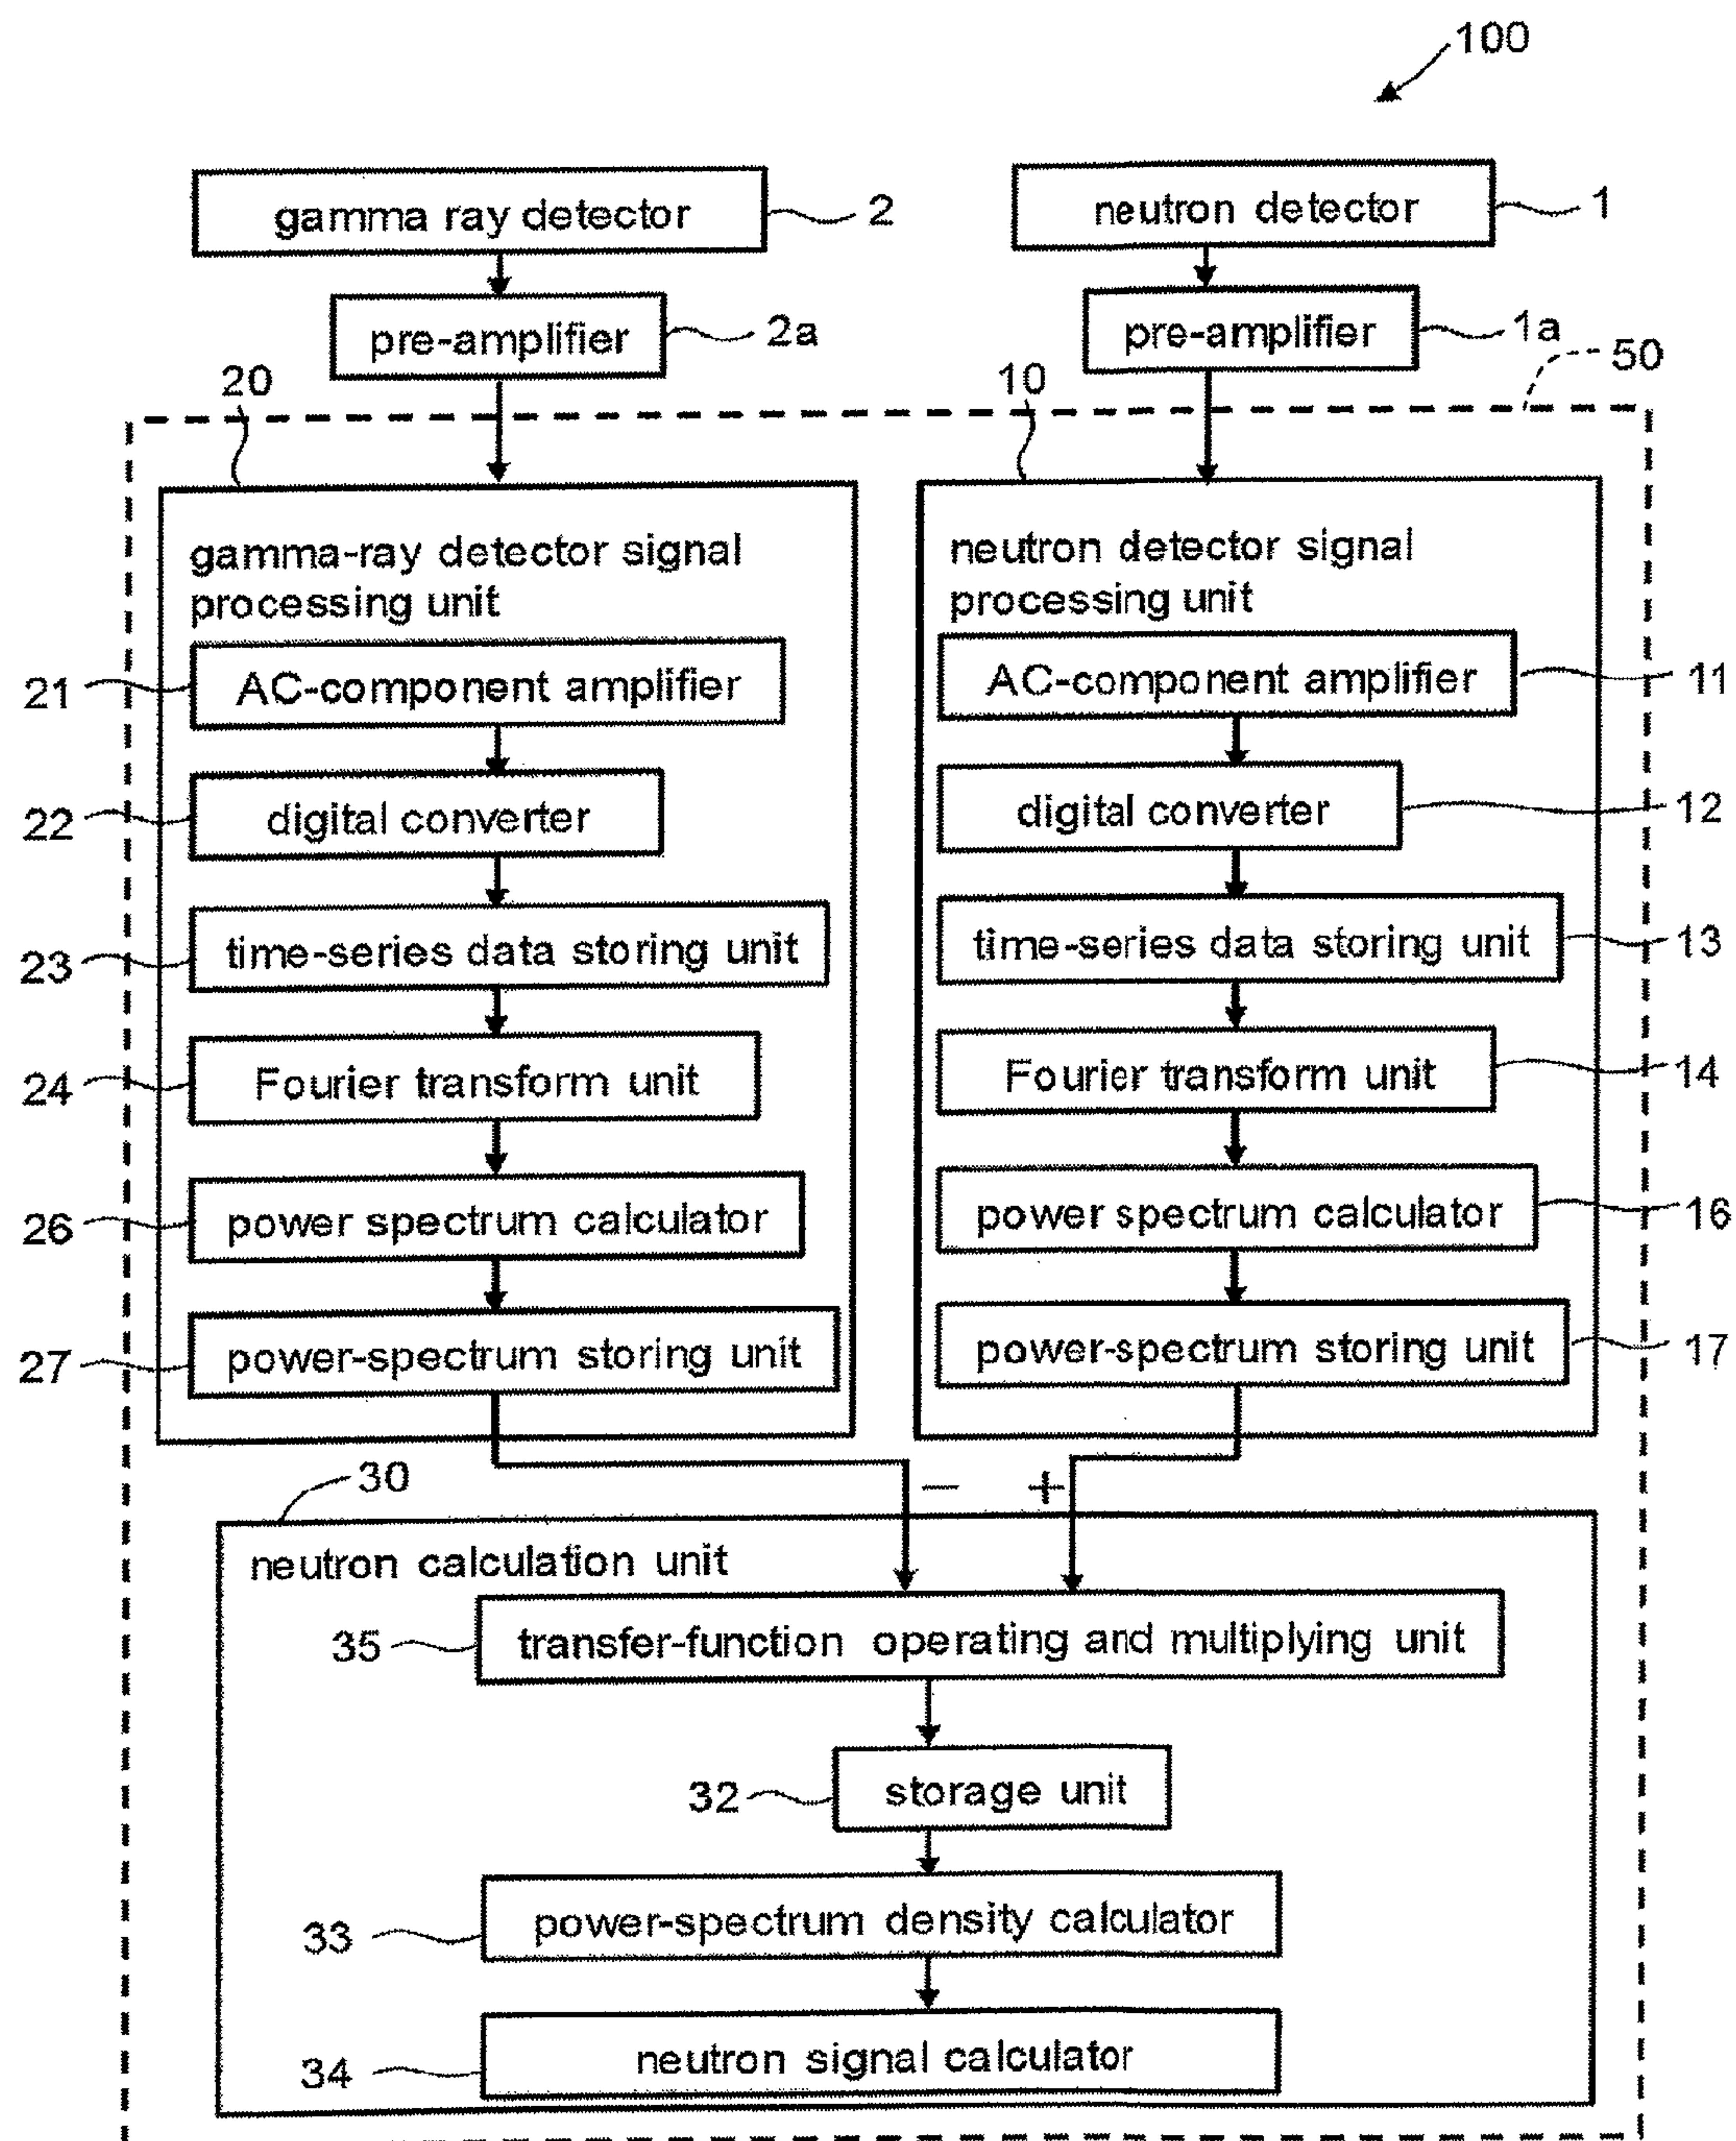 100
gamma ray detector
2
neutron detector
1
pre-amplifier
2a
pre-amplifier
1a
50
20
10
gamma-ray detector signal
processing unit
21
AC-component amplifier
22
digital converter
23
time-series data storing unit
24
Fourier transform unit
26
power spectrum calculator
27
power-spectrum storing unit
neutron detector signal
processing unit
AC-component amplifier
11
digital converter
12
time-series data storing unit
13
Fourier transform unit
14
power spectrum calculator
16
power-spectrum storing unit
17
− +
30
neutron calculation unit
35
transfer-function operating and multiplying unit
32
storage unit
33
power-spectrum density calculator
34
neutron signal calculator